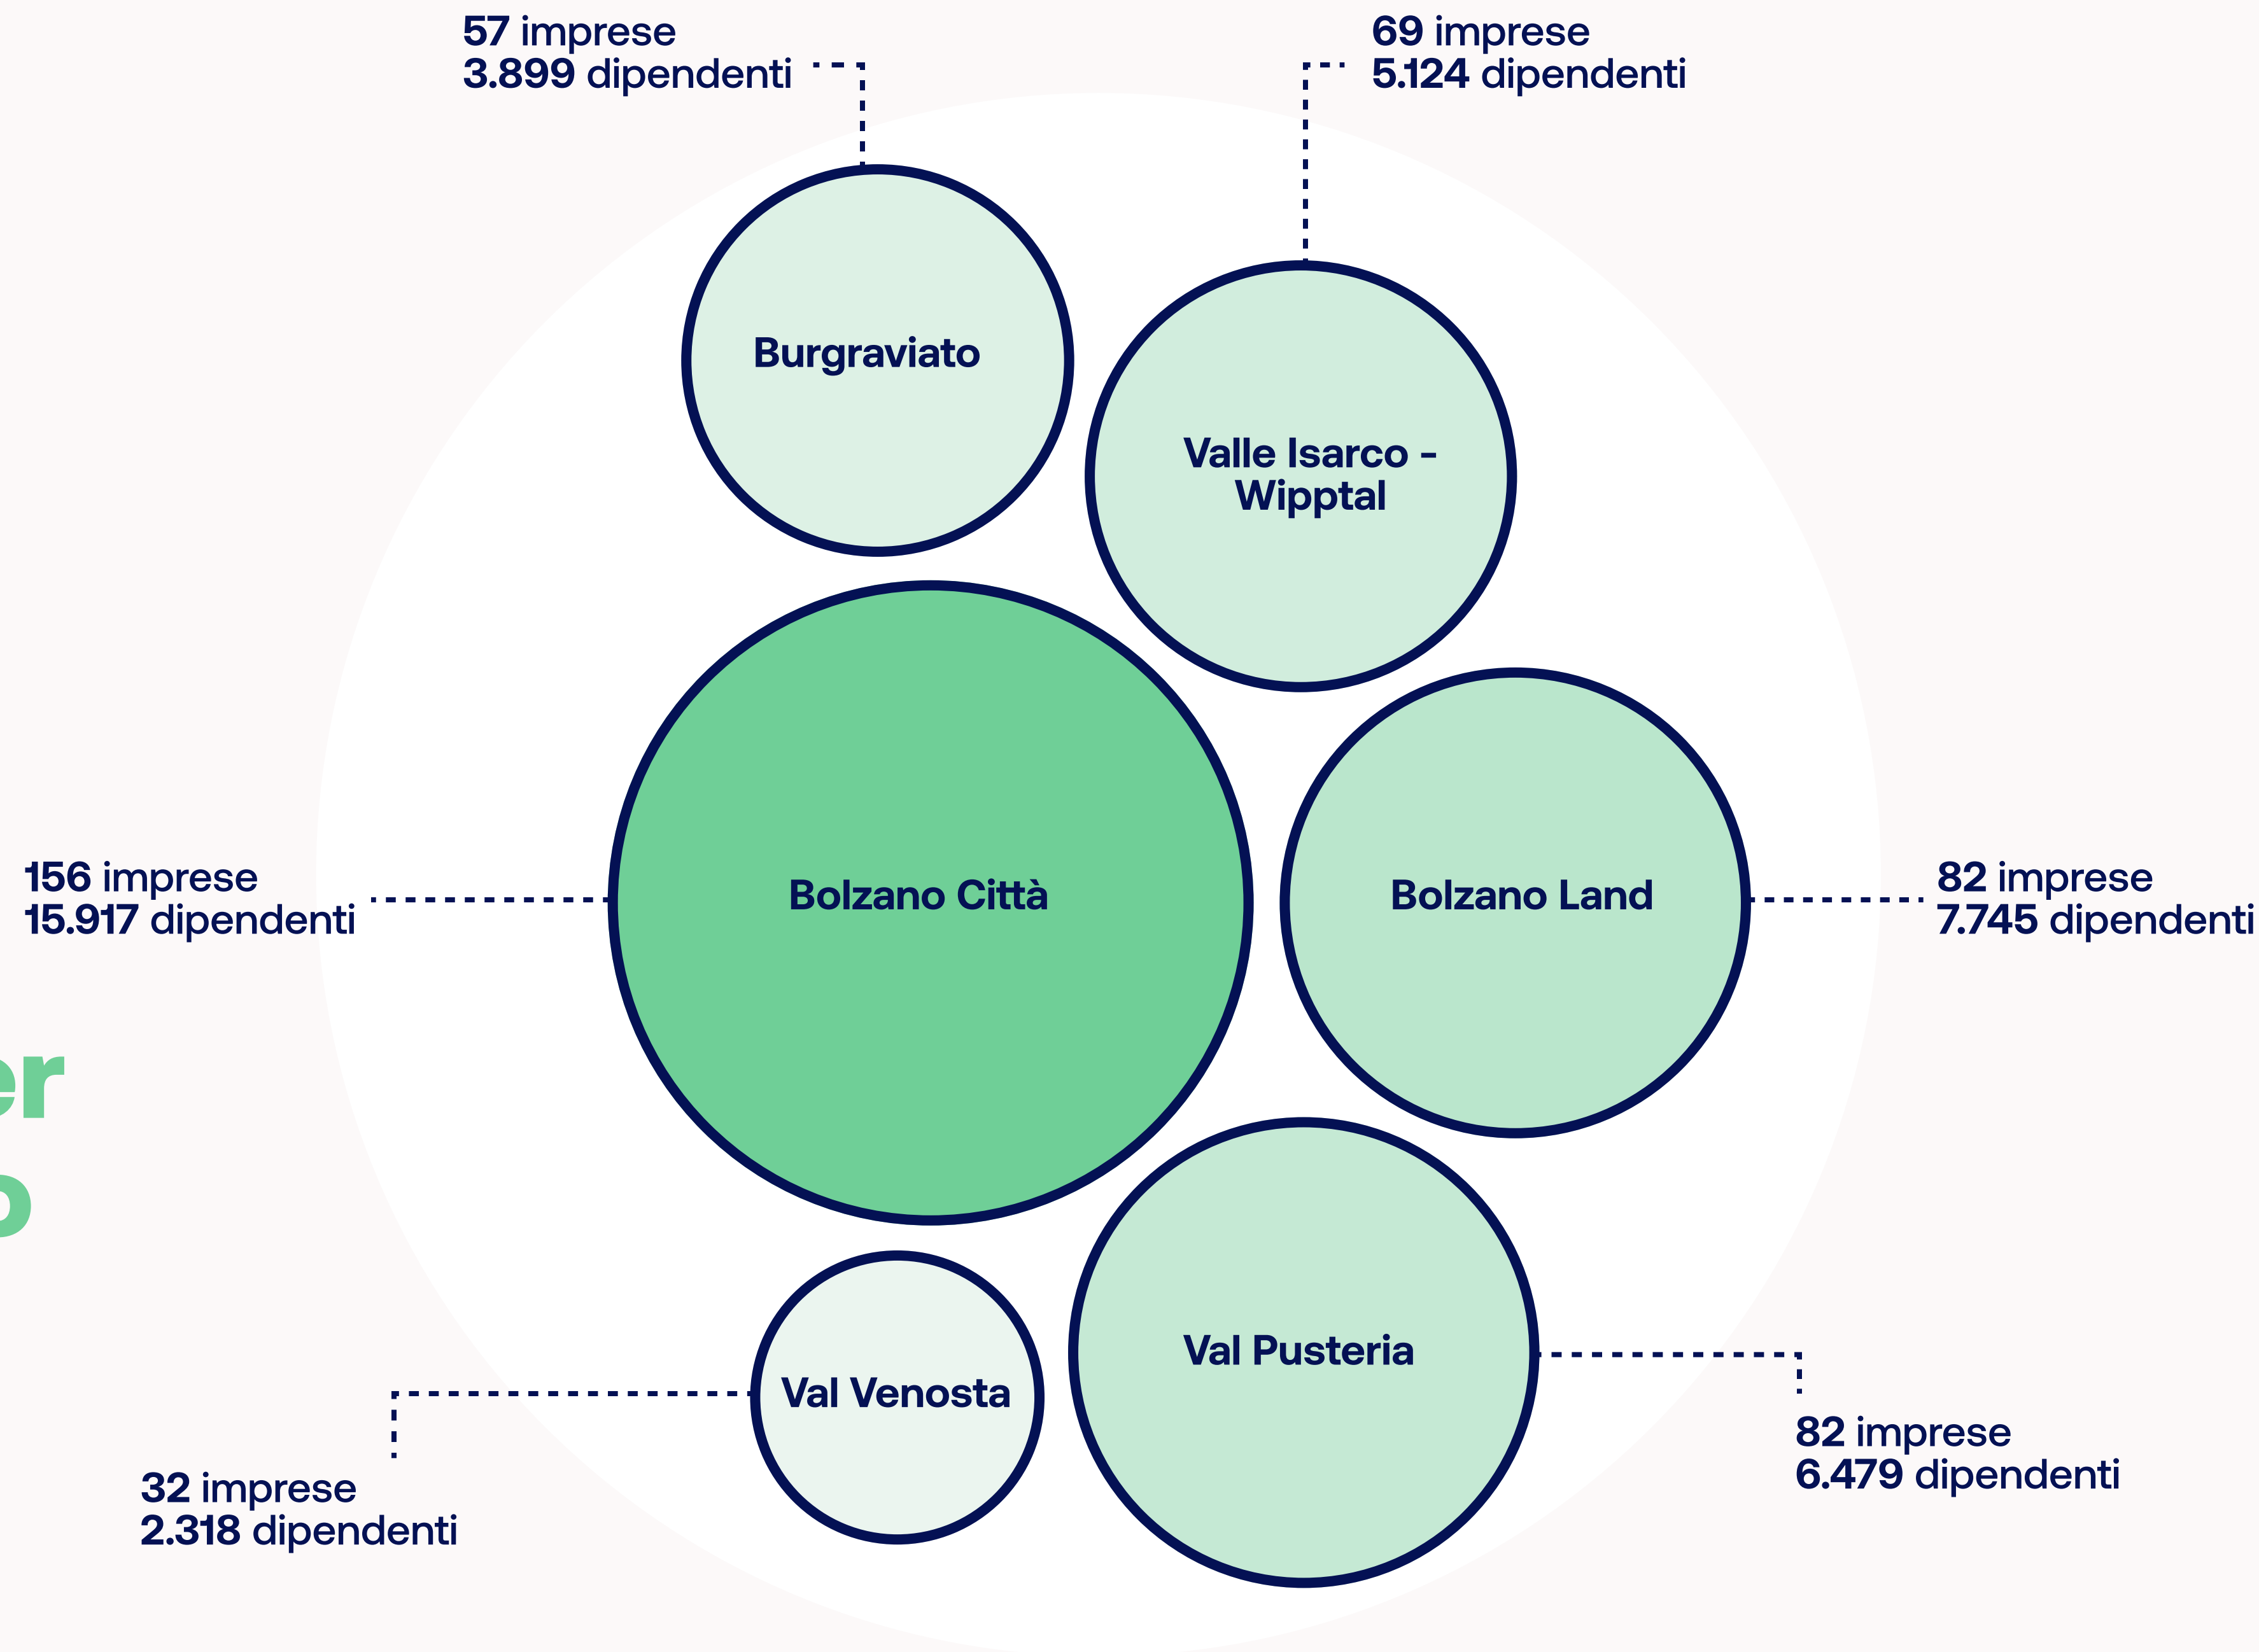 57 imprese
3.899 dipendenti
69 imprese
5.124 dipendenti
Burgraviato
Valle Isarco -
Wipptal
156 imprese
15.917 dipendenti
Bolzano Città
Bolzano Land
82 imprese
7.745 dipendenti
er
o
Val Pusteria
Val Venosta
82 imprese
6.479 dipendenti
32 imprese
2.318 dipendenti